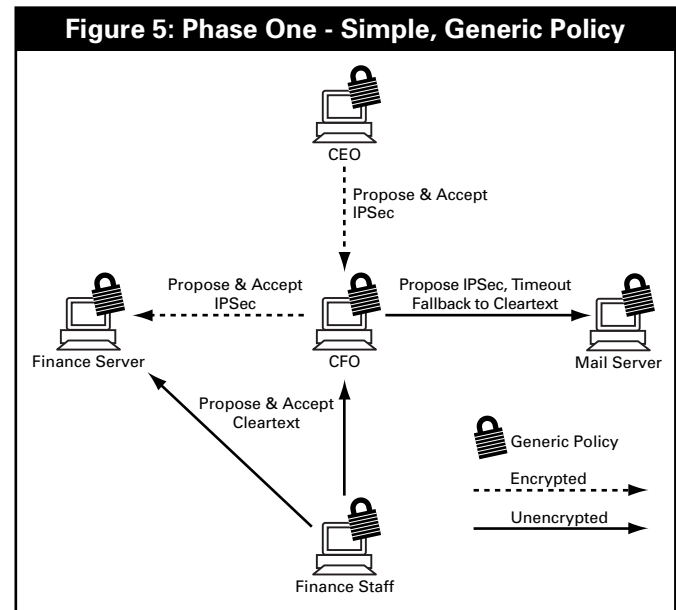 Figure 5: Phase One - Simple, Generic Policy
CEO
Propose & Accept
IPSec
Propose & Accept
IPSec
Propose IPSec, Timeout
Fallback to Cleartext
Finance Server
CFO
Mail Server
Propose & Accept
Cleartext
Generic Policy
Encrypted
Unencrypted
Finance Staff